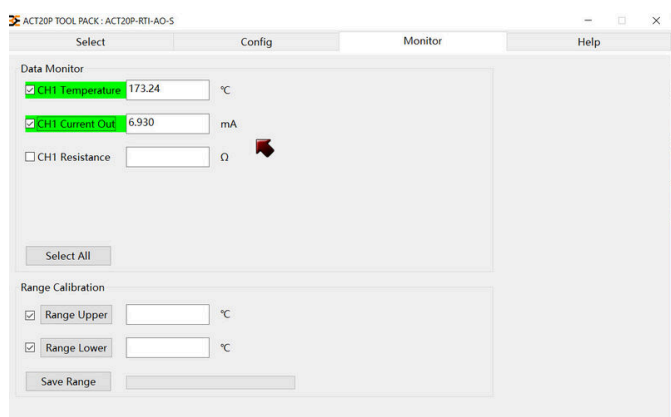 ACT20P TOOL PACK : ACT20P-RTI-AO-S
Select Config Monitor Help
Data Monitor
CH1 Temperature 173.24 °C
CH1 Current Out 6.930 mA
CH1 Resistance Ω
Select All
Range Calibration
Range Upper °C
Range Lower °C
Save Range